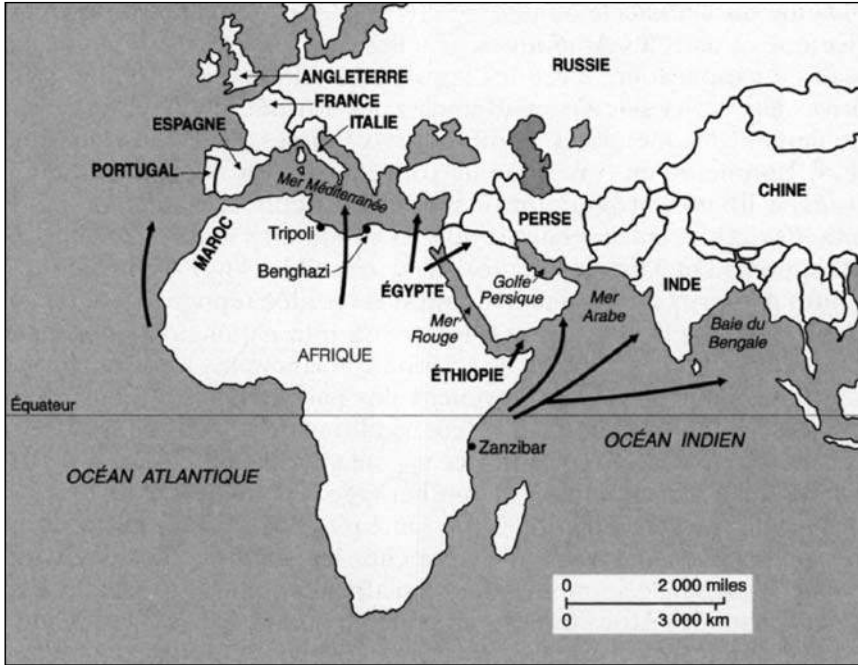 RUSSIE
ANGLETERRE
FRANCE
ITALIE
ESPAGNE
PORTUGAL
Mer Méditerranée
MAROC
Tripoli
Benghazi
ÉGYPTE
PERSE
CHINE
Golfe
Persique
INDE
Mer
Arabe
Mer
Rouge
Baie du
Bengale
AFRIQUE
ÉTHIOPIE
Équateur
Zanzibar
OCÉAN INDIEN
OCÉAN ATLANTIQUE
0 2 000 miles
0 3 000 km